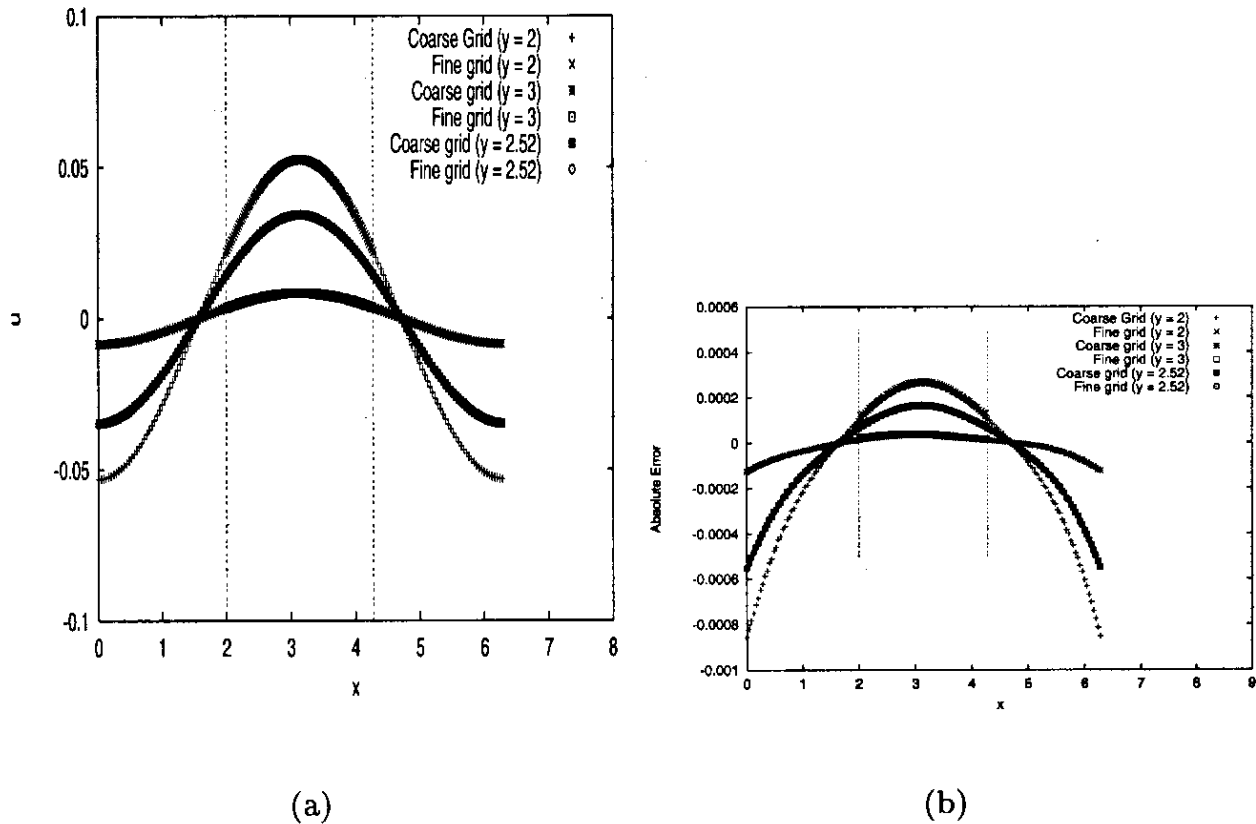 0.1
0.05
0
-0.05
-0.1
u
0 1 2 3 4 5 6 7 8
x
Coarse Grid (y = 2)
Fine grid (y = 2)
Coarse grid (y = 3)
Fine grid (y = 3)
Coarse grid (y = 2.52)
Fine grid (y = 2.52)
(a)
0.0006
0.0004
0.0002
0
-0.0002
-0.0004
-0.0006
-0.0008
-0.001
Absolute Error
0 1 2 3 4 5 6 7 8 9
x
Coarse Grid (y = 2)
Fine grid (y = 2)
Coarse grid (y = 3)
Fine grid (y = 3)
Coarse grid (y = 2.52)
Fine grid (y = 2.52)
(b)